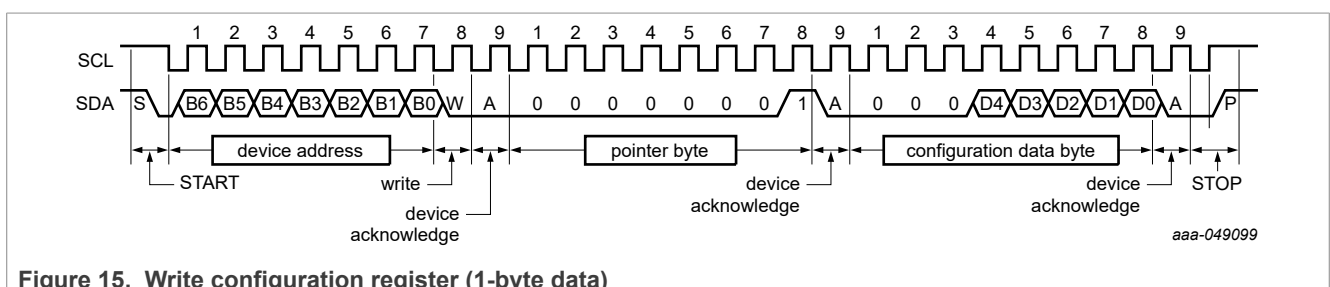 1 2 3 4 5 6 7 8 9 1 2 3 4 5 6 7 8 9 1 2 3 4 5 6 7 8 9
SCL
SDA S B6 B5 B4 B3 B2 B1 B0 W A 0 0 0 0 0 0 0 1 A 0 0 0 D4 D3 D2 D1 D0 A P
device address pointer byte configuration data byte
START write device device STOP
device acknowledge acknowledge
acknowledge
aaa-049099
Figure 15. Write configuration register (1-byte data)